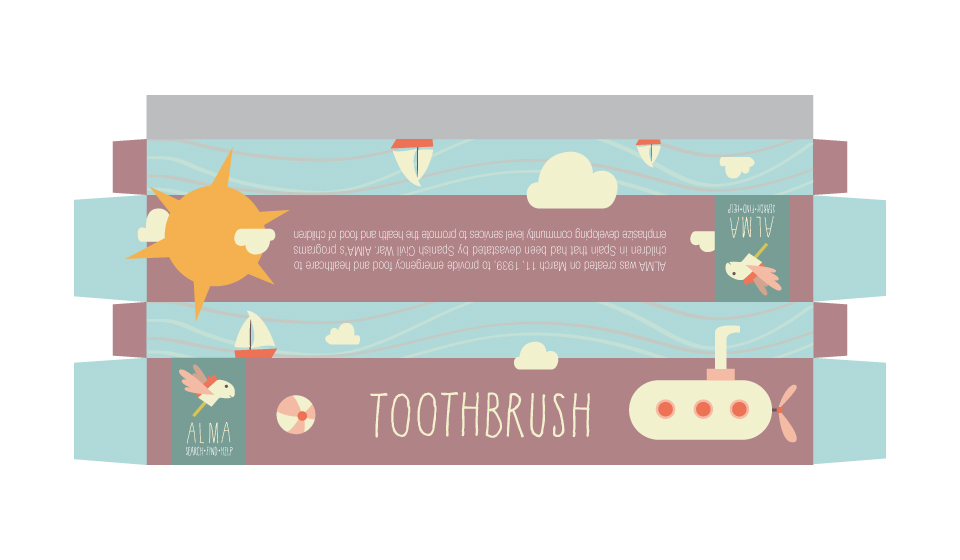 ALMA
SEARCH+FIND+HELP
ALMA was created on March 11, 1939, to provide emergency food and healthcare to
children in Spain that had been devastated by Spanish Civil War. ALMA's programs
emphasize developing community level services to promote the health and food of children
TOOTHBRUSH
ALMA
SEARCH+FIND+HELP